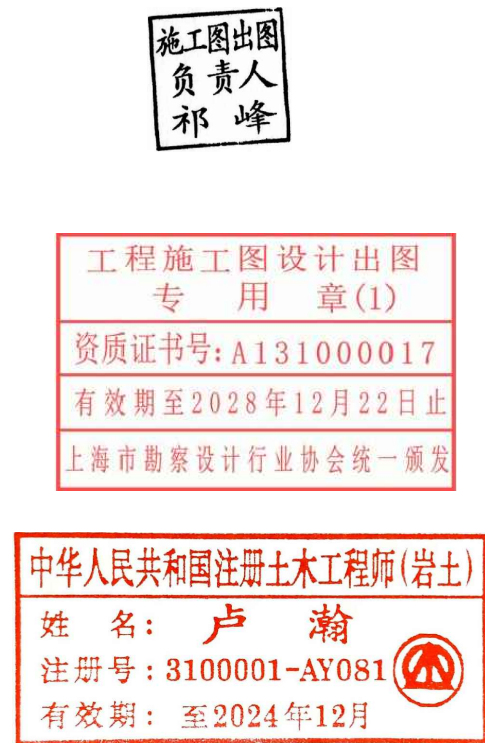 施工图出图
负责人
祁峰
工程施工图设计出图
专用章(1)
资质证书号:A131000017
有效期至2028年12月22日止
上海市勘察设计行业协会统一颁发
中华人民共和国注册土木工程师(岩土)
姓名: 卢瀚
注册号:3100001-AY081
有效期: 至2024年12月